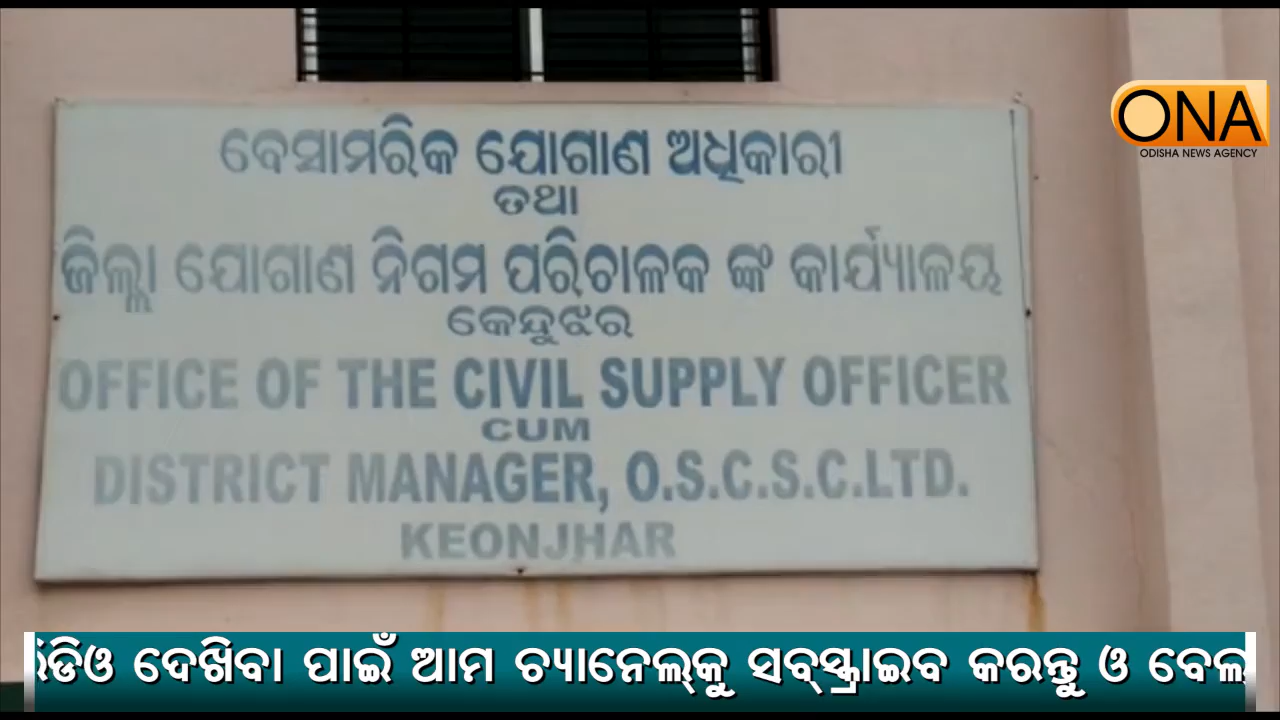 ବେସାମରିକ ଯୋଗାଣ ଅଧିକାରୀ
ତଥା
ଜିଲ୍ଲା ଯୋଗାଣ ନିଗମ ପରିଚାଳକ ଙ୍କ କାର୍ଯ୍ୟାଳୟ
କେନ୍ଦୁଝର
OFFICE OF THE CIVIL SUPPLY OFFICER
CUM
DISTRICT MANAGER, O.S.C.S.C.LTD.
KEONJHAR
ONA
ODISHA NEWS AGENCY
ଦେଖିବା ପାଇଁ ଆମ ଚ୍ୟାନେଲ୍‌କୁ ସବ୍‌ସ୍କ୍ରାଇବ କରନ୍ତୁ ଓ